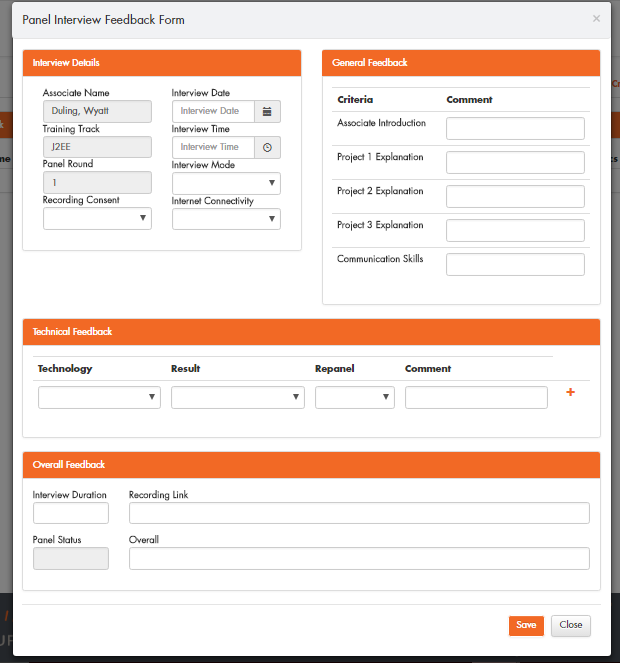 Panel Interview Feedback Form
×
Interview Details
Associate Name
Duling, Wyatt
Interview Date
Interview Date
Training Track
J2EE
Interview Time
Interview Time
Panel Round
1
Interview Mode
Recording Consent
Internet Connectivity
General Feedback
Criteria Comment
Associate Introduction
Project 1 Explanation
Project 2 Explanation
Project 3 Explanation
Communication Skills
Technical Feedback
Technology Result Repanel Comment
+
Overall Feedback
Interview Duration Recording Link
Panel Status Overall
Save Close